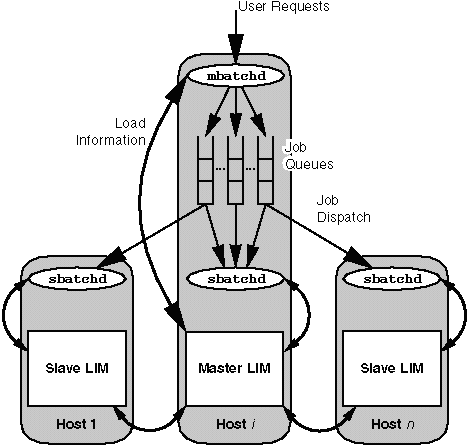 User Requests
mbatchd
Load
Information
Job
Queues
... ...
Job
Dispatch
sbatchd sbatchd sbatchd
Slave LIM Master LIM Slave LIM
Host 1 Host i Host n